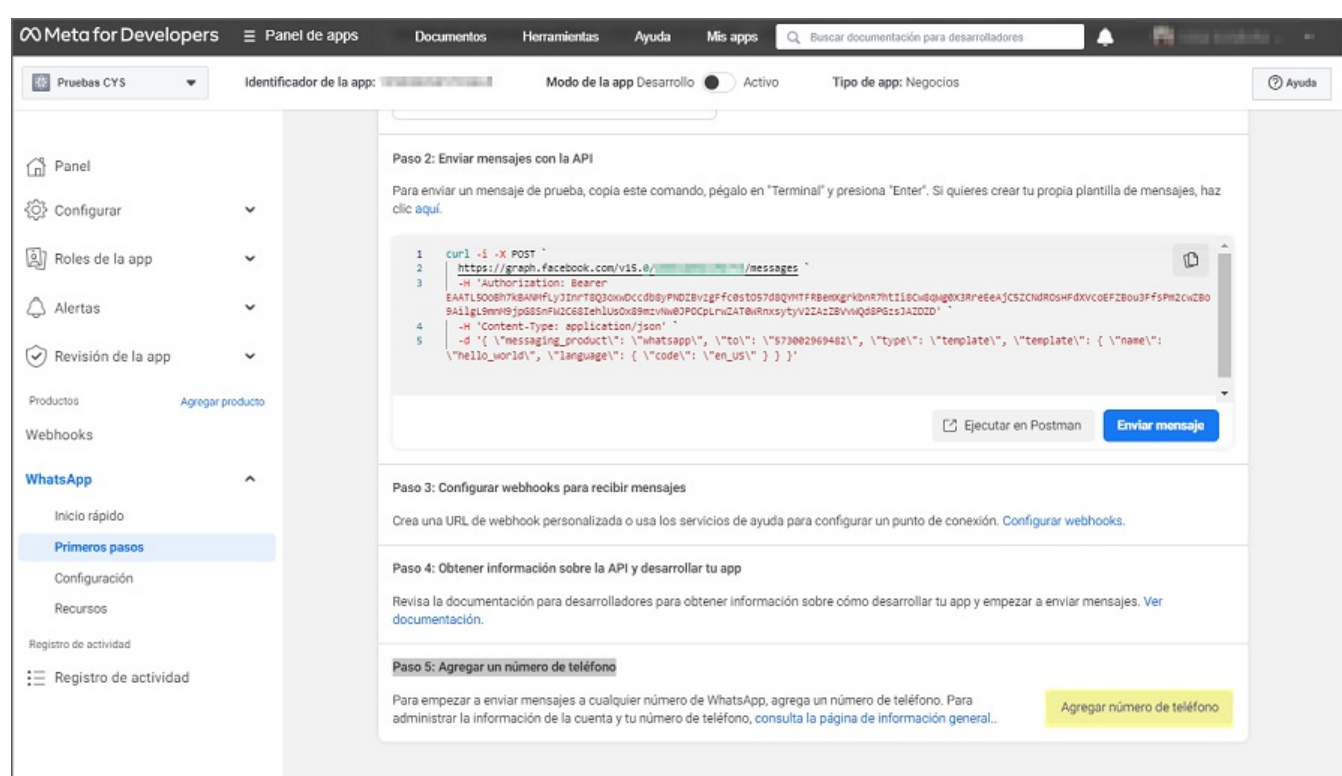 Meta for Developers
Panel de apps
Documentos
Herramientas
Ayuda
Mis apps
Buscar documentación para desarrolladores
Pruebas CYS
Identificador de la app:
Modo de la app Desarrollo
Activo
Tipo de app: Negocios
Ayuda
Panel
Configurar
Roles de la app
Alertas
Revisión de la app
Productos
Agregar producto
Webhooks
WhatsApp
Inicio rápido
Primeros pasos
Configuración
Recursos
Registro de actividad
Registro de actividad
Paso 2: Enviar mensajes con la API
Para enviar un mensaje de prueba, copia este comando, pégalo en "Terminal" y presiona "Enter". Si quieres crear tu propia plantilla de mensajes, haz
clic aquí.
1 curl -i -X POST `
2 https://graph.facebook.com/v15.0/ /messages `
3 -H 'Authorization: Bearer
4 -H 'Content-Type: application/json' `
5 -d '{ \"messaging_product\": \"whatsapp\", \"to\": \"573002969482\", \"type\": \"template\", \"template\": { \"name\":
\"hello_world\", \"language\": { \"code\": \"en_US\" } } }'
Ejecutar en Postman
Enviar mensaje
Paso 3: Configurar webhooks para recibir mensajes
Crea una URL de webhook personalizada o usa los servicios de ayuda para configurar un punto de conexión. Configurar webhooks.
Paso 4: Obtener información sobre la API y desarrollar tu app
Revisa la documentación para desarrolladores para obtener información sobre cómo desarrollar tu app y empezar a enviar mensajes. Ver
documentación.
Paso 5: Agregar un número de teléfono
Para empezar a enviar mensajes a cualquier número de WhatsApp, agrega un número de teléfono. Para
administrar la información de la cuenta y tu número de teléfono, consulta la página de información general..
Agregar número de teléfono